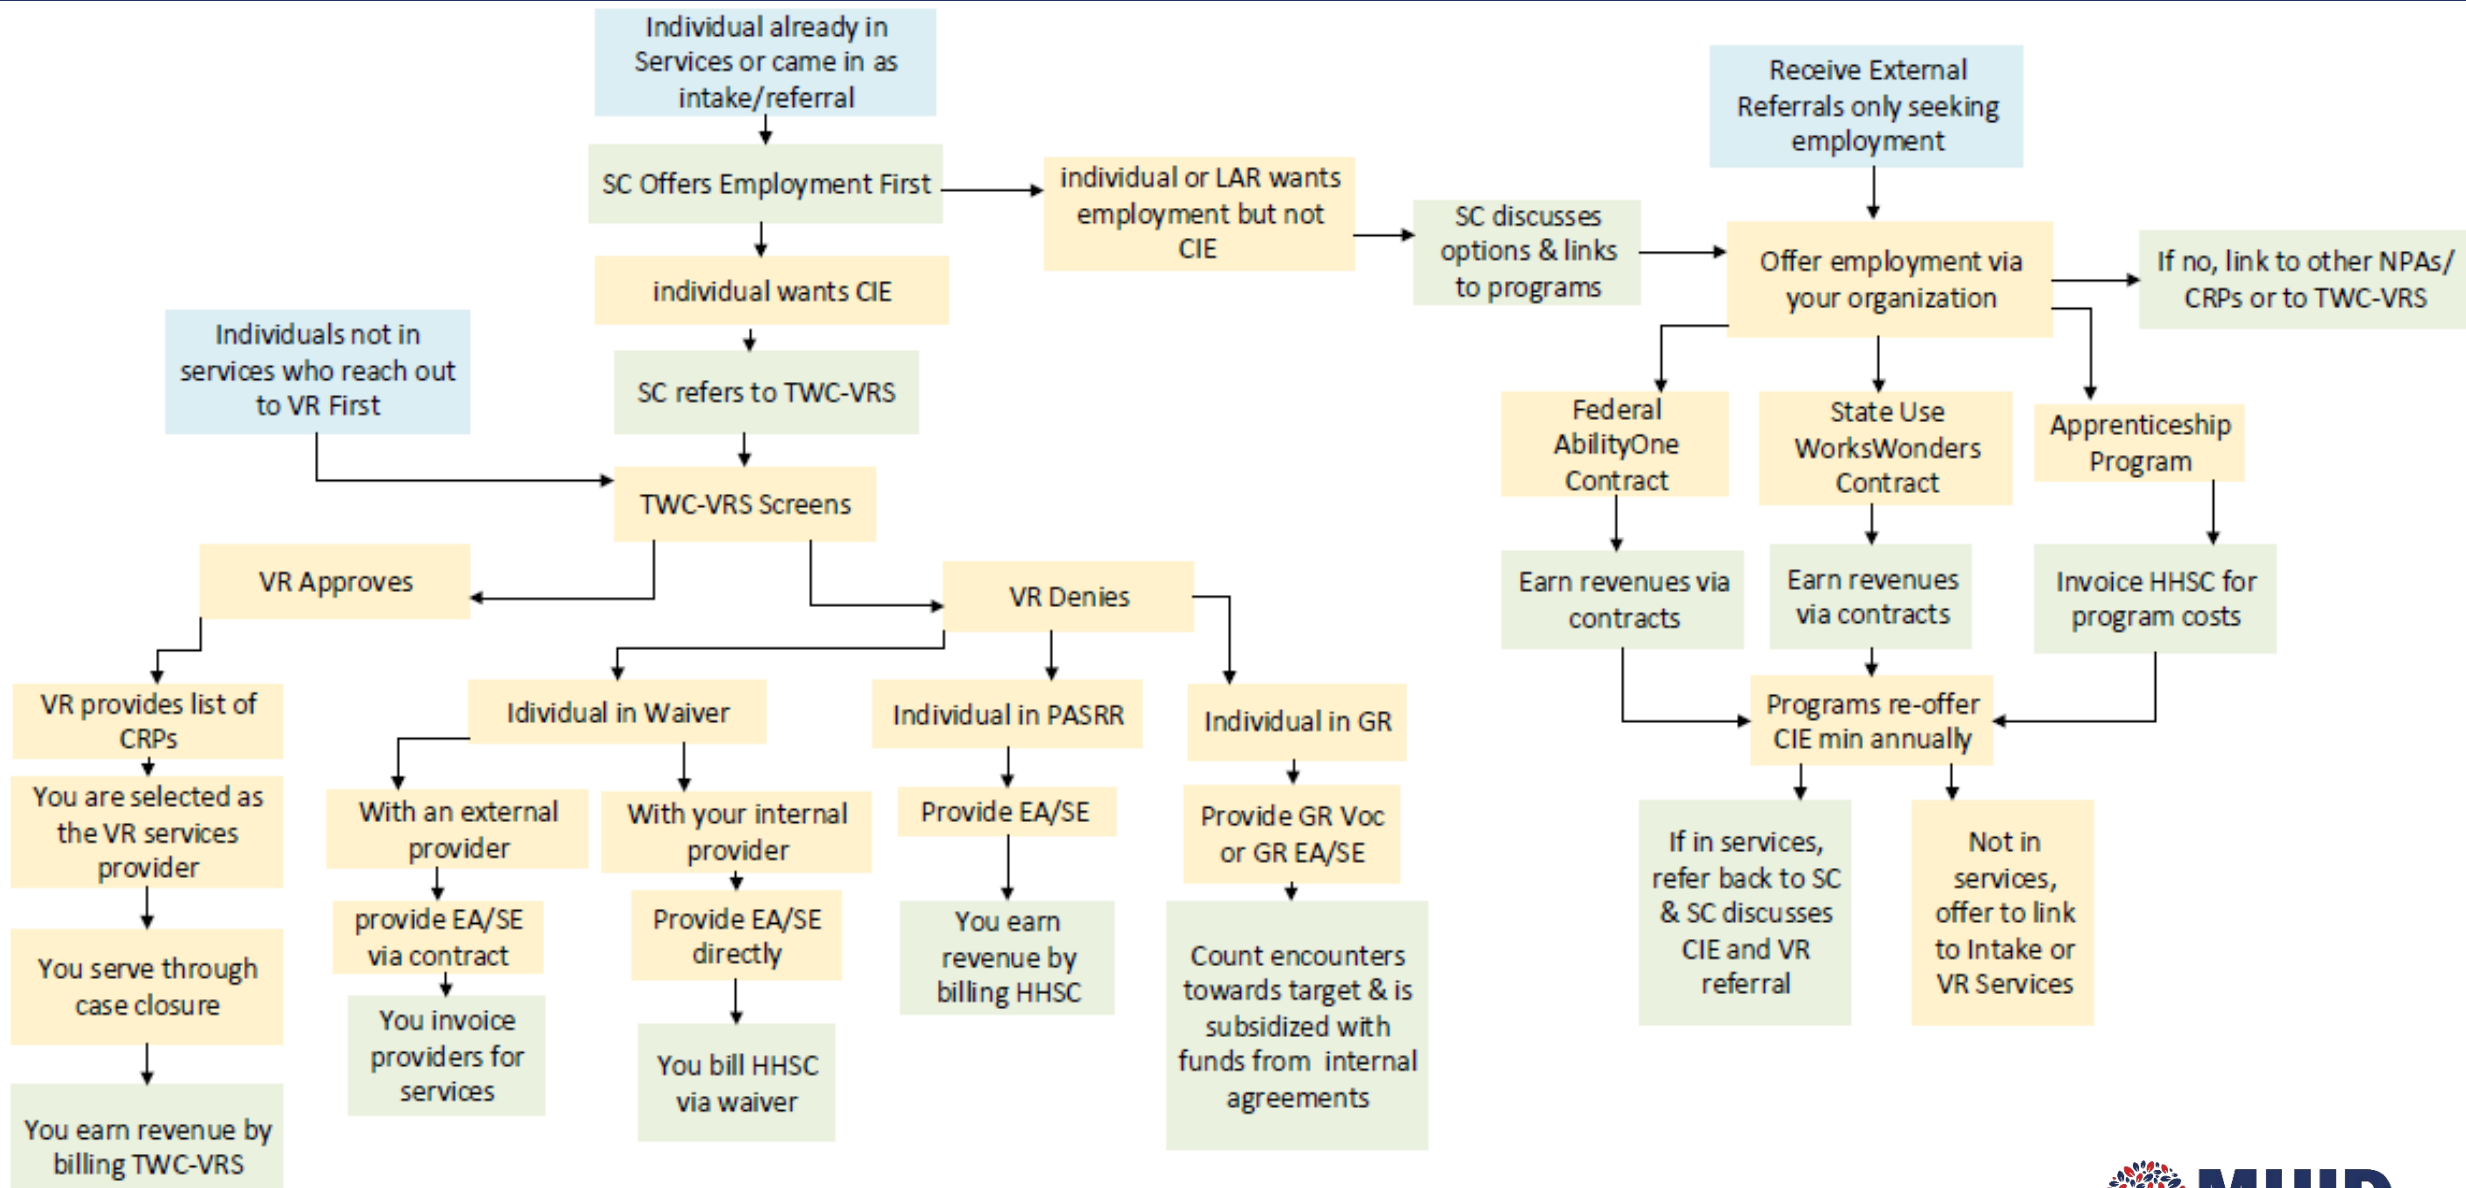 Individual already in
Services or came in as
intake/referral
SC Offers Employment First
individual wants CIE
SC refers to TWC-VRS
Individuals not in
services who reach out
to VR First
TWC-VRS Screens
VR Approves
VR provides list of
CRPs
You are selected as
the VR services
provider
You serve through
case closure
You earn revenue by
billing TWC-VRS
VR Denies
Idividual in Waiver
With an external
provider
provide EA/SE
via contract
You invoice
providers for
services
With your internal
provider
Provide EA/SE
directly
You bill HHSC
via waiver
Individual in PASRR
Provide EA/SE
You earn
revenue by
billing HHSC
Individual in GR
Provide GR Voc
or GR EA/SE
Count encounters
towards target & is
subsidized with
funds from internal
agreements
individual or LAR wants
employment but not
CIE
SC discusses
options & links
to programs
Receive External
Referrals only seeking
employment
Offer employment via
your organization
If no, link to other NPAs/
CRPs or to TWC-VRS
Federal
AbilityOne
Contract
Earn revenues via
contracts
State Use
WorksWonders
Contract
Earn revenues
via contracts
Apprenticeship
Program
Invoice HHSC for
program costs
Programs re-offer
CIE min annually
If in services,
refer back to SC
& SC discusses
CIE and VR
referral
Not in
services,
offer to link
to Intake or
VR Services